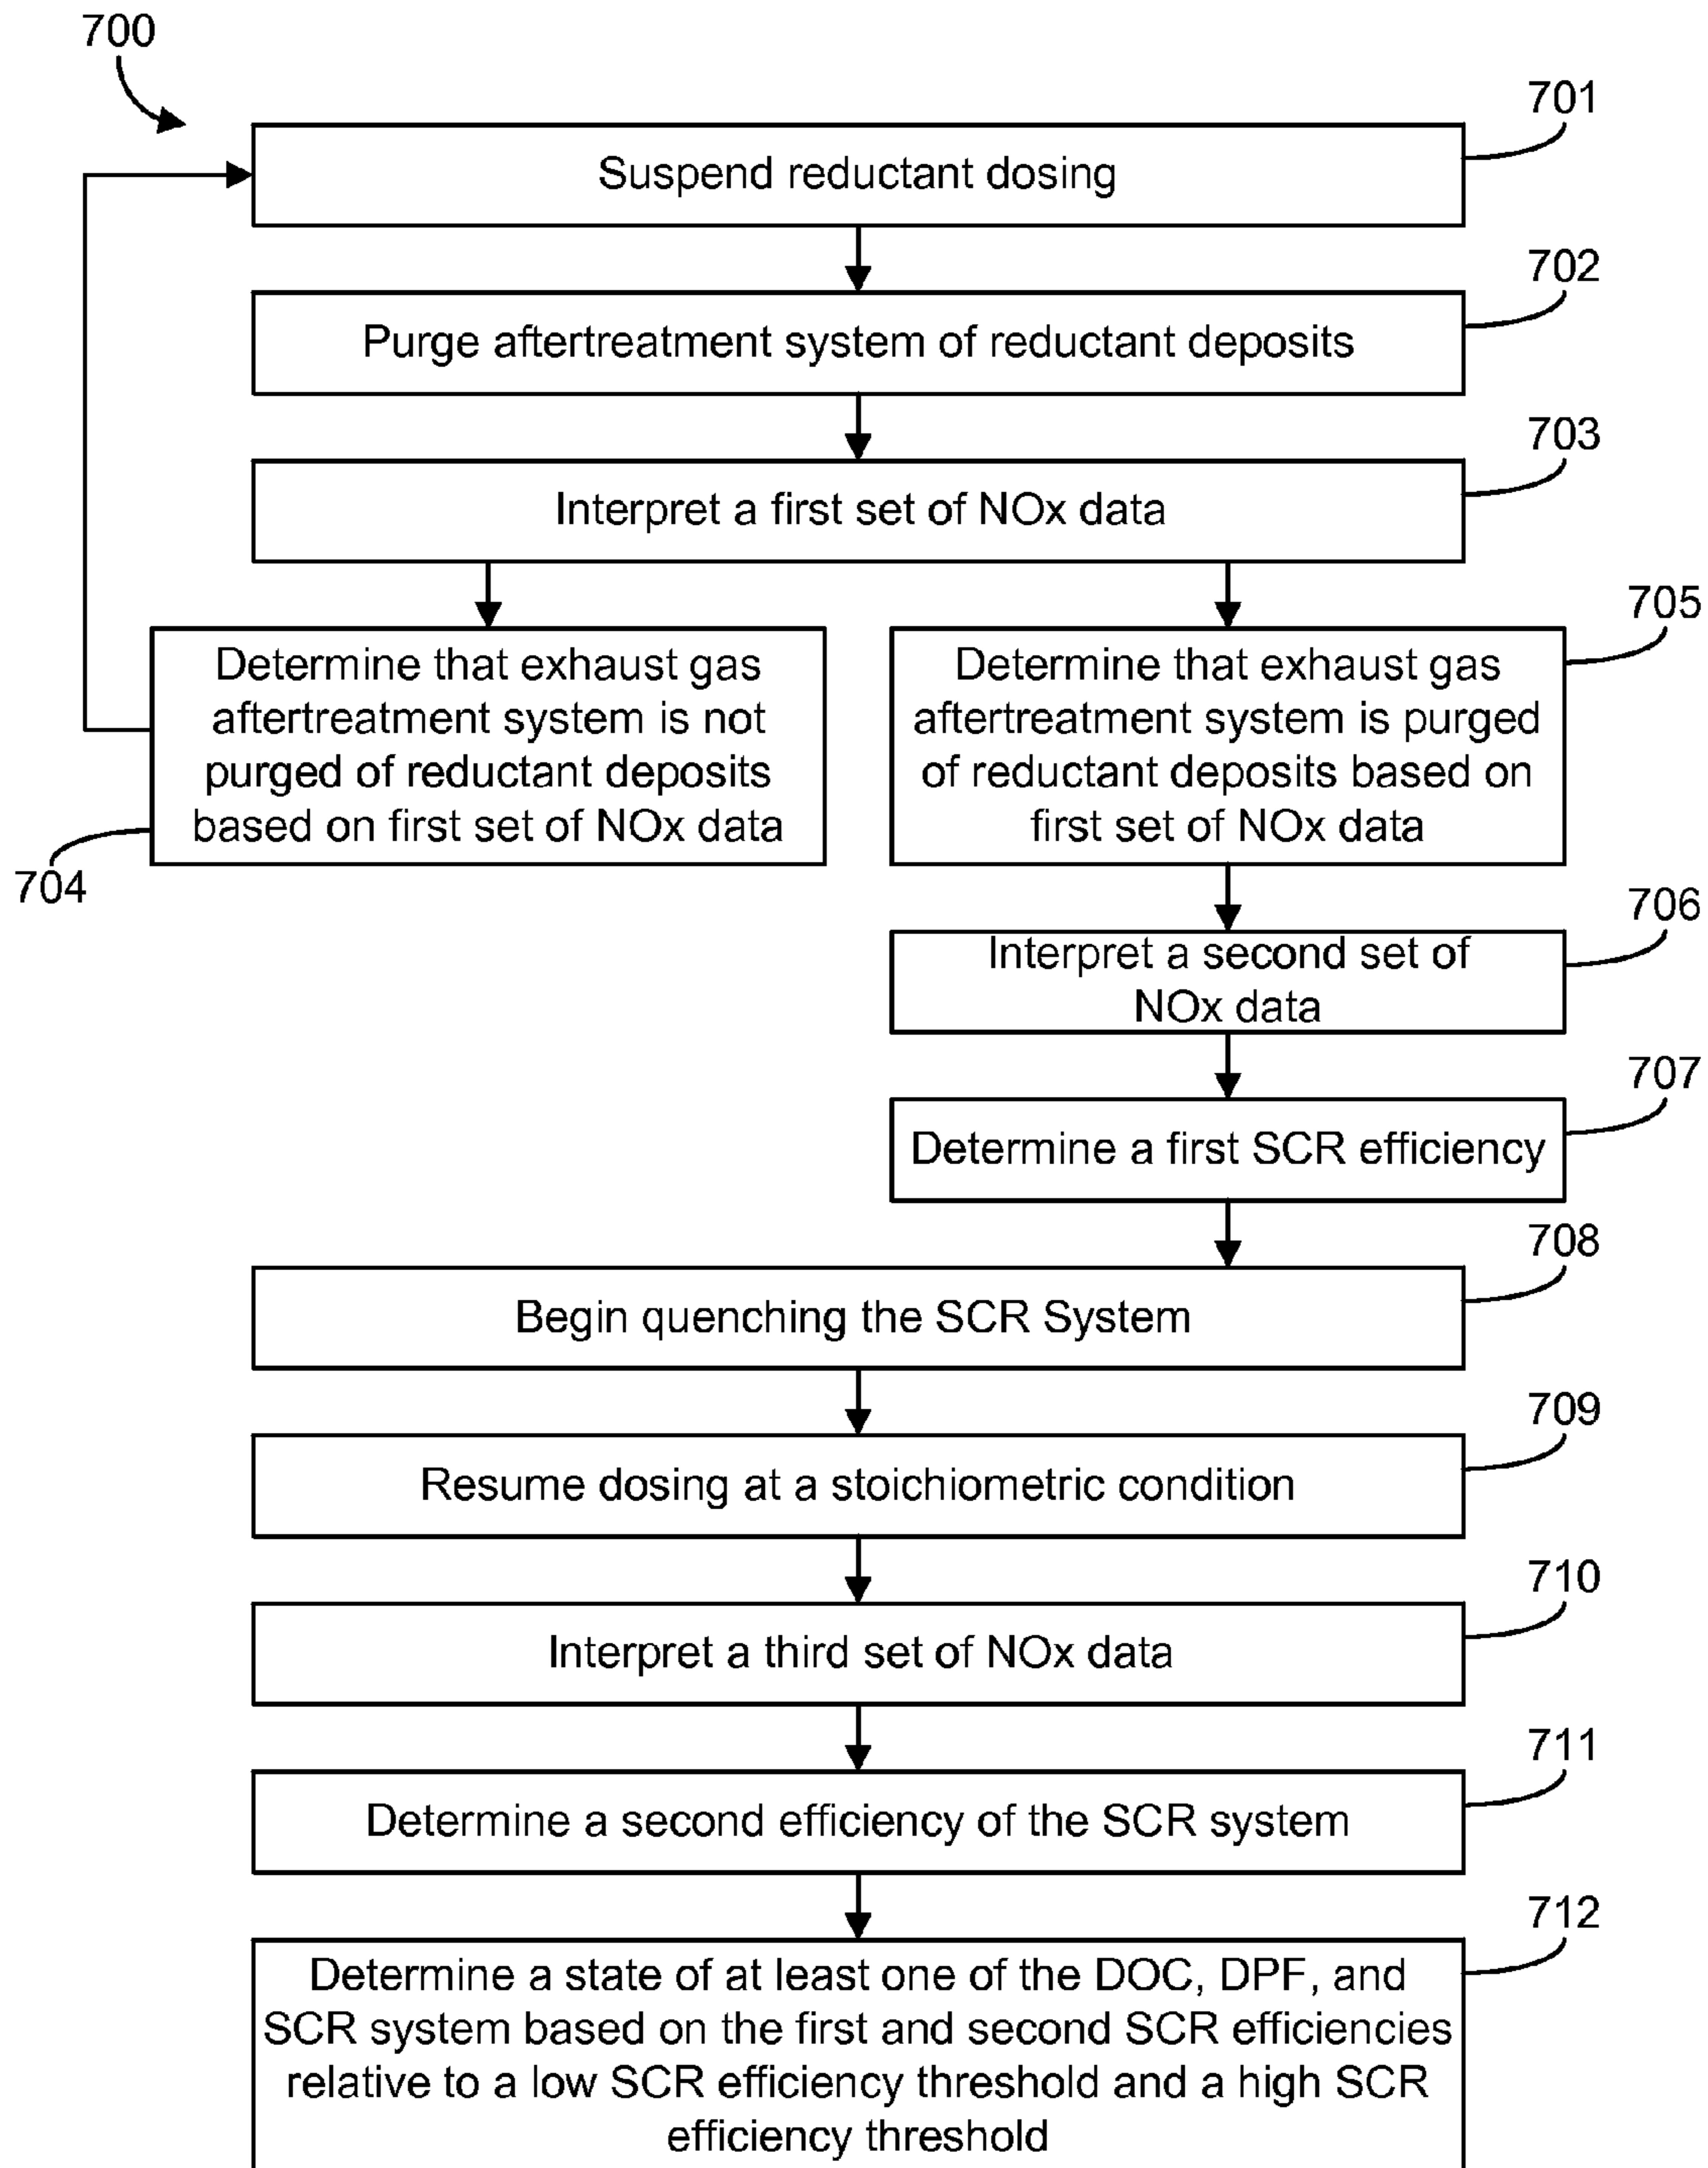 700
701
Suspend reductant dosing
702
Purge aftertreatment system of reductant deposits
703
Interpret a first set of NOx data
704
Determine that exhaust gas
aftertreatment system is not
purged of reductant deposits
based on first set of NOx data
705
Determine that exhaust gas
aftertreatment system is purged
of reductant deposits based on
first set of NOx data
706
Interpret a second set of
NOx data
707
Determine a first SCR efficiency
708
Begin quenching the SCR System
709
Resume dosing at a stoichiometric condition
710
Interpret a third set of NOx data
711
Determine a second efficiency of the SCR system
712
Determine a state of at least one of the DOC, DPF, and
SCR system based on the first and second SCR efficiencies
relative to a low SCR efficiency threshold and a high SCR
efficiency threshold